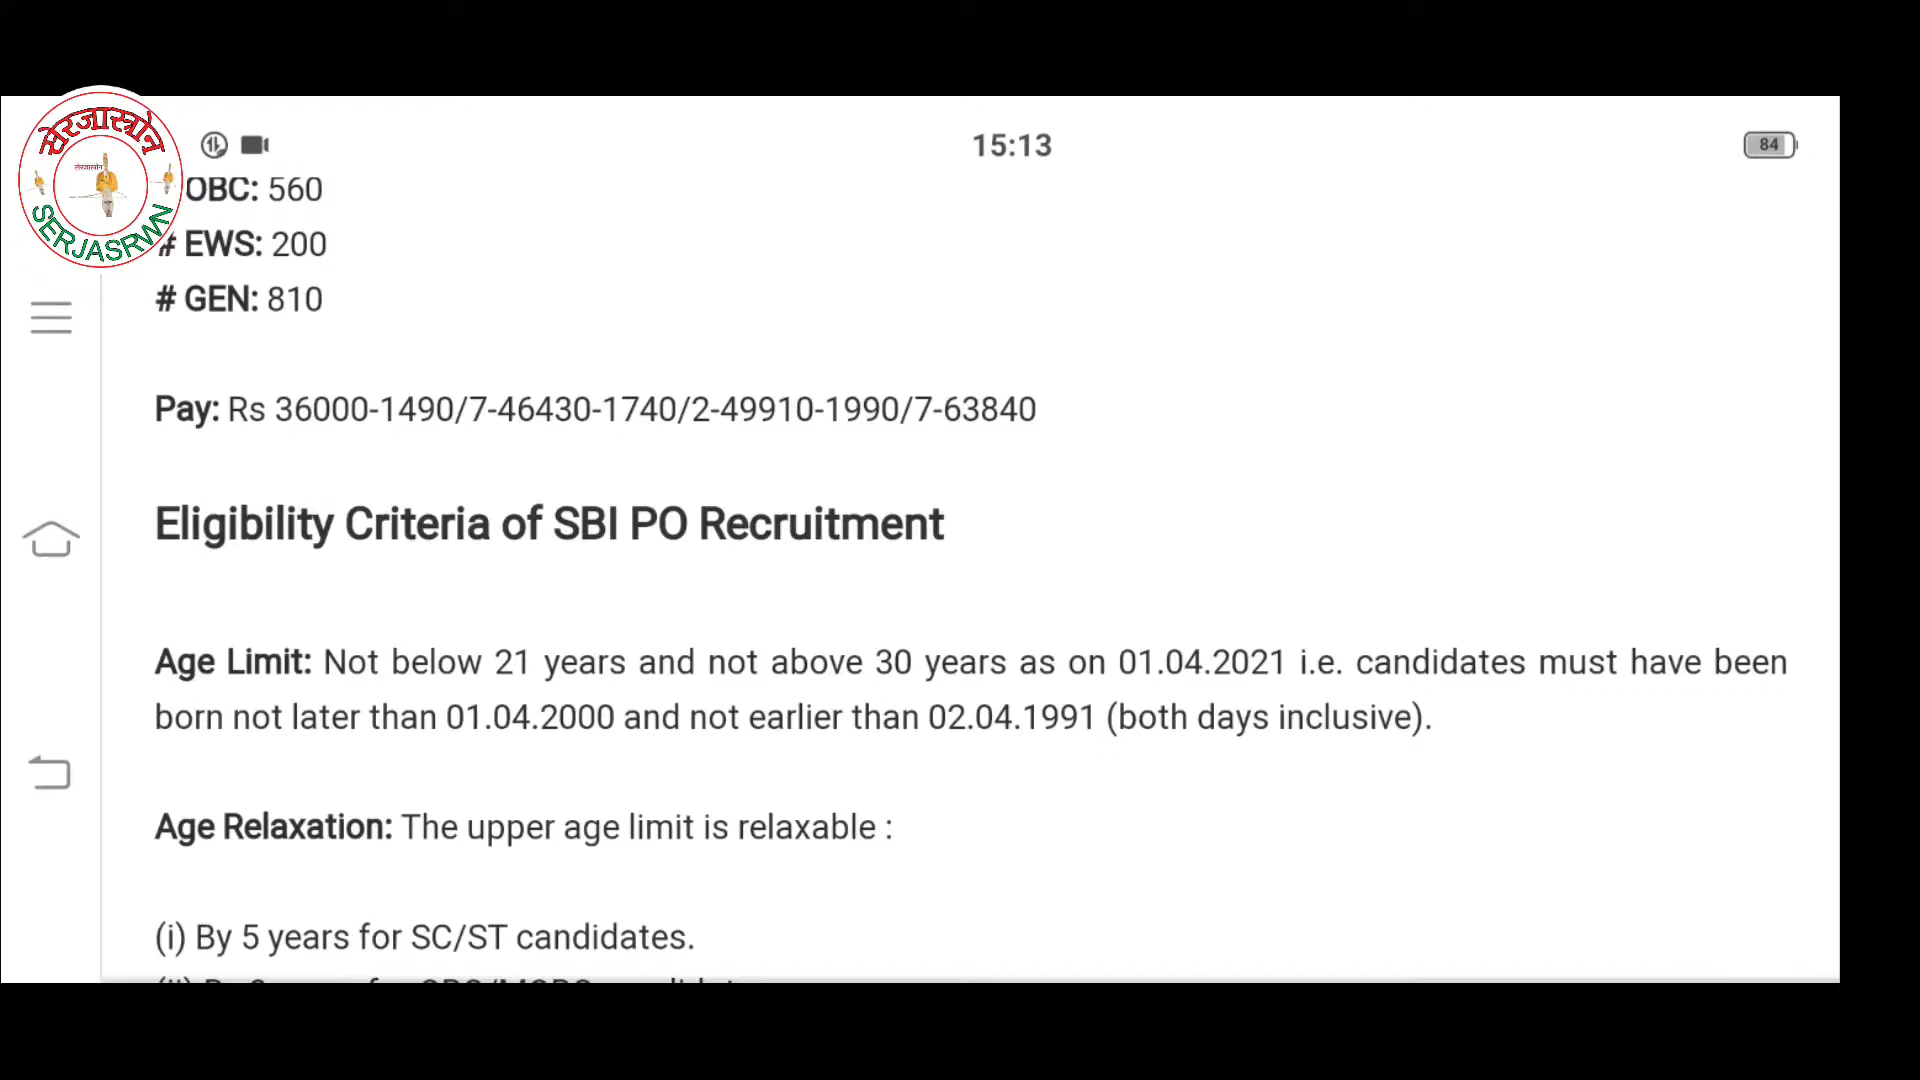 सेरजास्रोन
सेरजास्रोन
SERJASRWN
15:13
84
OBC: 560
# EWS: 200
# GEN: 810
Pay: Rs 36000-1490/7-46430-1740/2-49910-1990/7-63840
Eligibility Criteria of SBI PO Recruitment
Age Limit: Not below 21 years and not above 30 years as on 01.04.2021 i.e. candidates must have been
born not later than 01.04.2000 and not earlier than 02.04.1991 (both days inclusive).
Age Relaxation: The upper age limit is relaxable :
(i) By 5 years for SC/ST candidates.